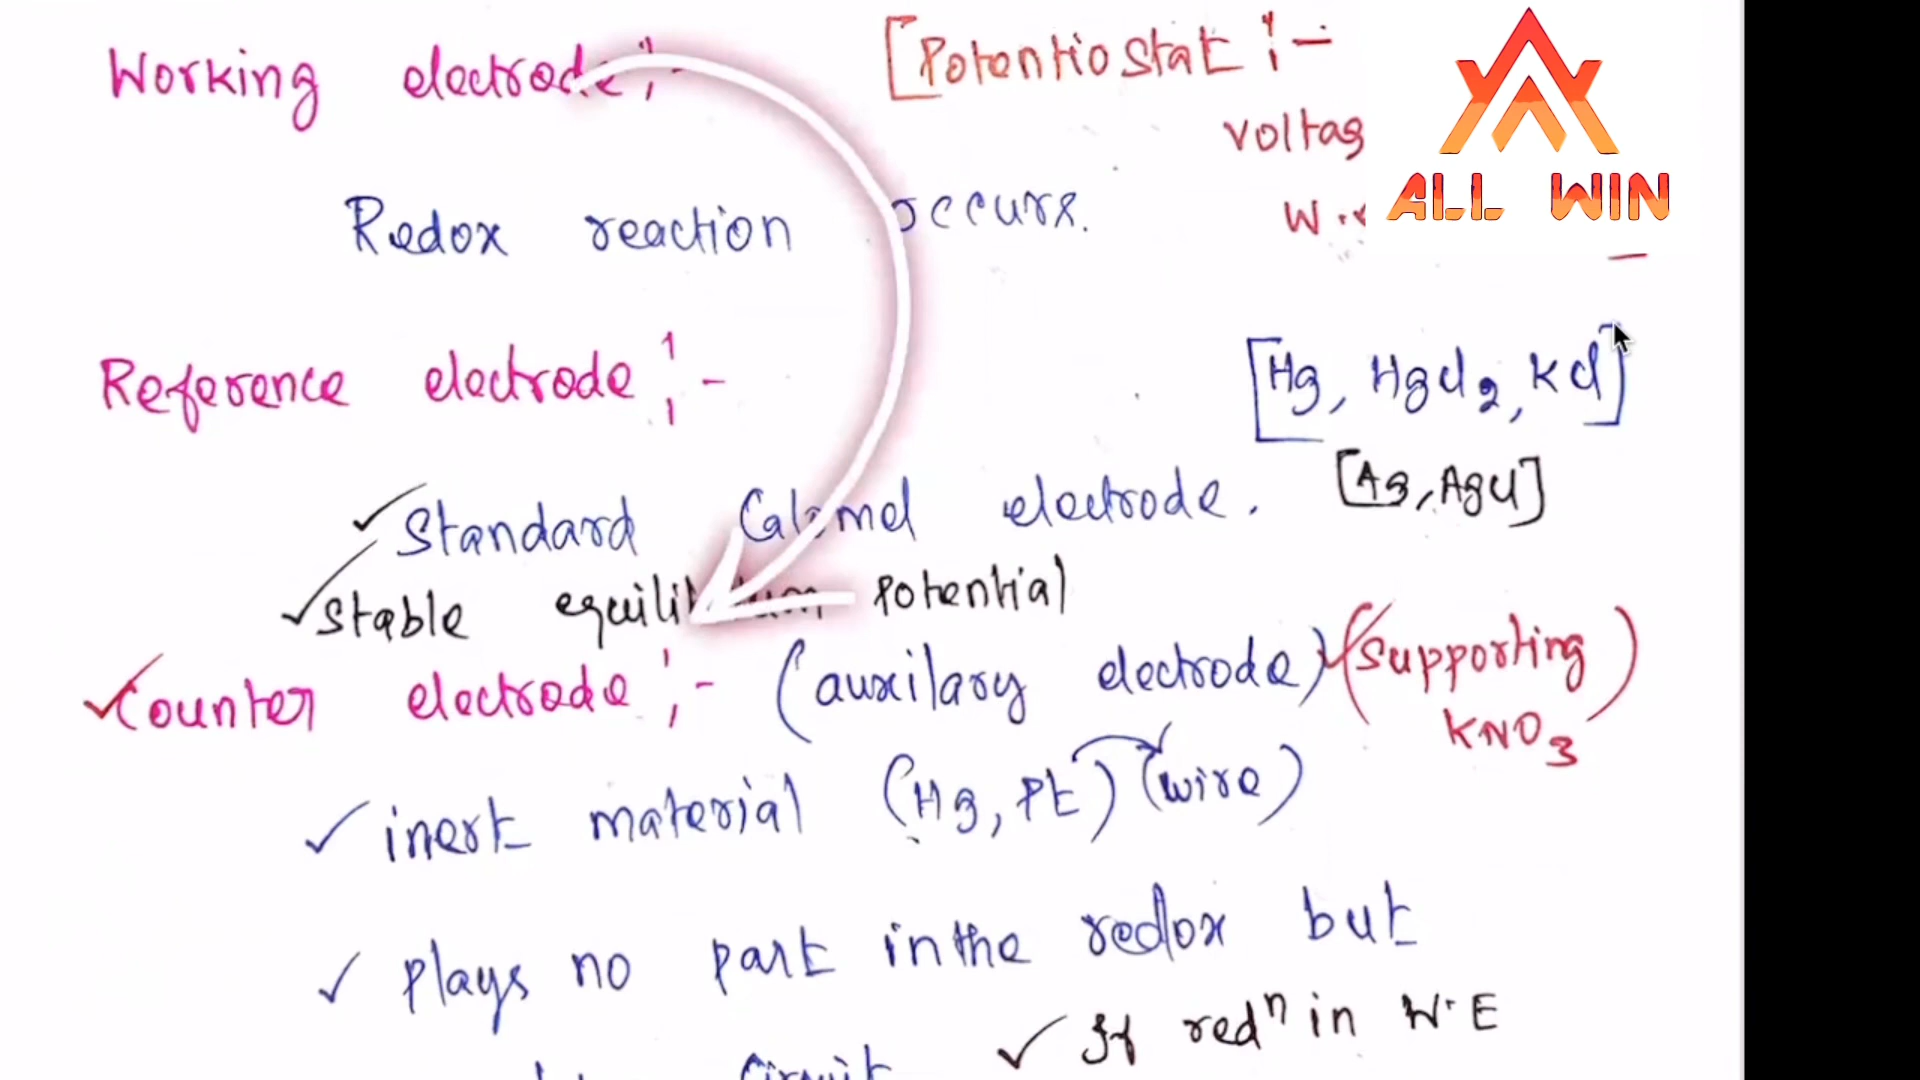 Working electrode :- [Potentiostat :-
voltag
W.
ALL WIN
Redox reaction occurs.
Reference electrode :- [Hg, HgCl2, KCl]
✓ Standard Calomel electrode. [Ag, AgCl]
✓ Stable equilibrium potential
✓ Counter electrode :- (auxilary electrode) ✓ (supporting)
KNO3
✓ inert material (Hg, Pt) (wire)
✓ Plays no part in the redox but
✓ If redn in W.E
circuit